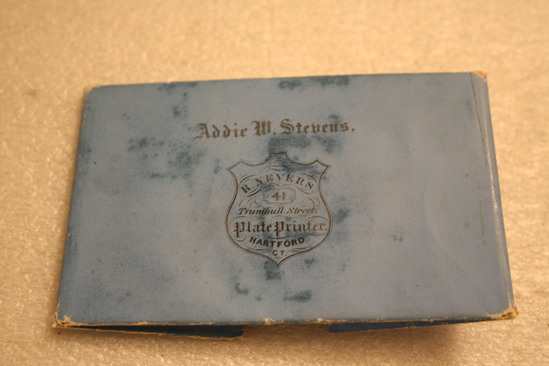 Addie W. Stevens.
R. NEVERS.
41
Trumbull Street.
Plate Printer.
HARTFORD.
CT.